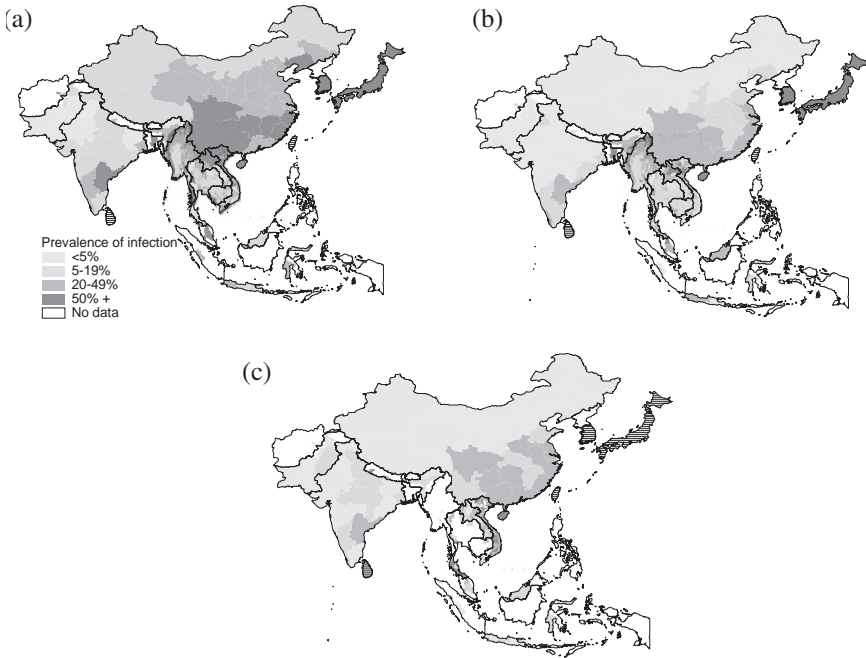 (a)
(b)
Prevalence of infection
<5%
5-19%
20-49%
50% +
No data
(c)